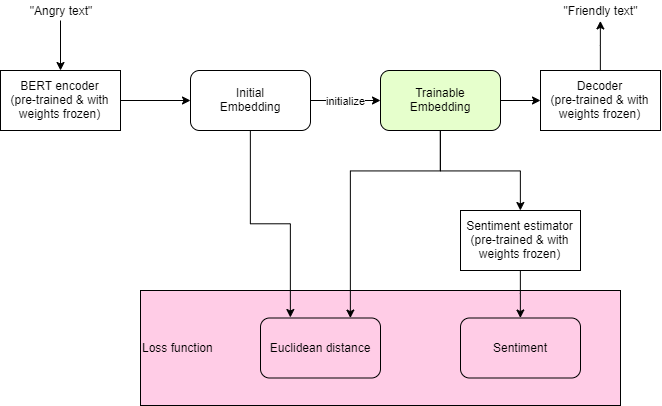 "Angry text"
"Friendly text"
BERT encoder
(pre-trained & with
weights frozen)
Initial
Embedding
initialize
Trainable
Embedding
Decoder
(pre-trained & with
weights frozen)
Sentiment estimator
(pre-trained & with
weights frozen)
Loss function
Euclidean distance
Sentiment